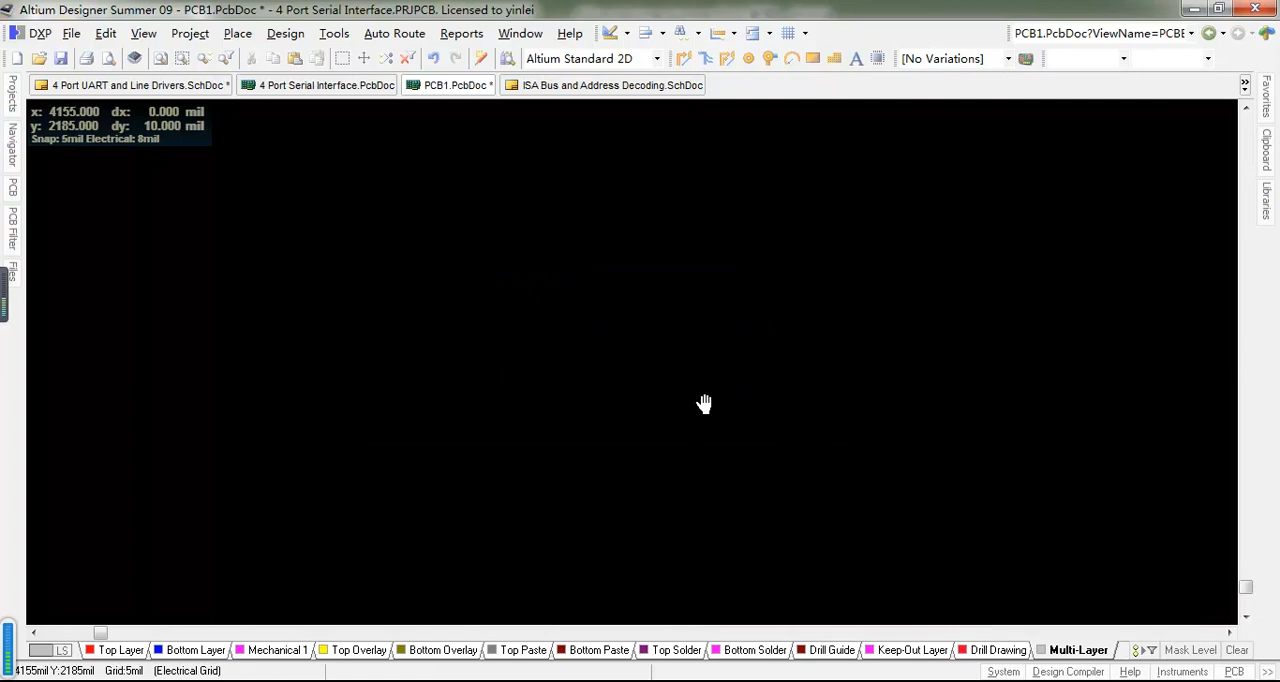 Altium Designer Summer 09 - PCB1.PcbDoc * - 4 Port Serial Interface.PRJPCB. Licensed to yinlei
DXP File Edit View Project Place Design Tools Auto Route Reports Window Help PCB1.PcbDoc?ViewName=PCBE
Altium Standard 2D [No Variations]
4 Port UART and Line Drivers.SchDoc * 4 Port Serial Interface.PcbDoc PCB1.PcbDoc * ISA Bus and Address Decoding.SchDoc
Projects
Navigator
PCB
PCB Filter
Files
x: 4155.000 dx: 0.000 mil
y: 2185.000 dy: 10.000 mil
Snap: 5mil Electrical: 8mil
Favorites
Clipboard
Libraries
LS Top Layer Bottom Layer Mechanical 1 Top Overlay Bottom Overlay Top Paste Bottom Paste Top Solder Bottom Solder Drill Guide Keep-Out Layer Drill Drawing Multi-Layer Mask Level Clear
4155mil Y:2185mil Grid:5mil (Electrical Grid) System Design Compiler Help Instruments PCB >>